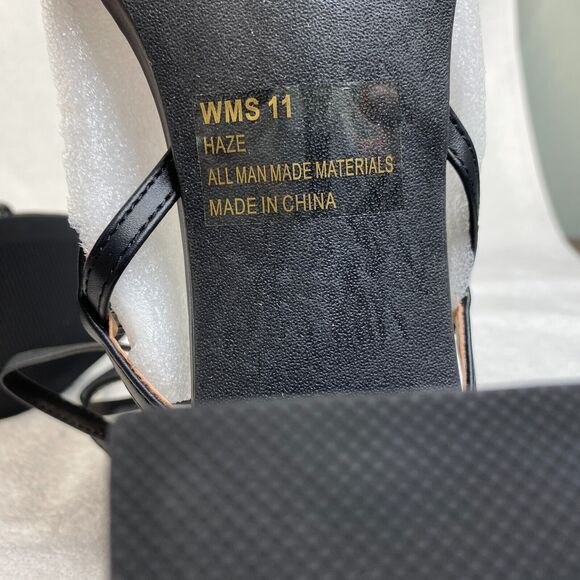 WMS 11
HAZE
ALL MAN MADE MATERIALS
MADE IN CHINA